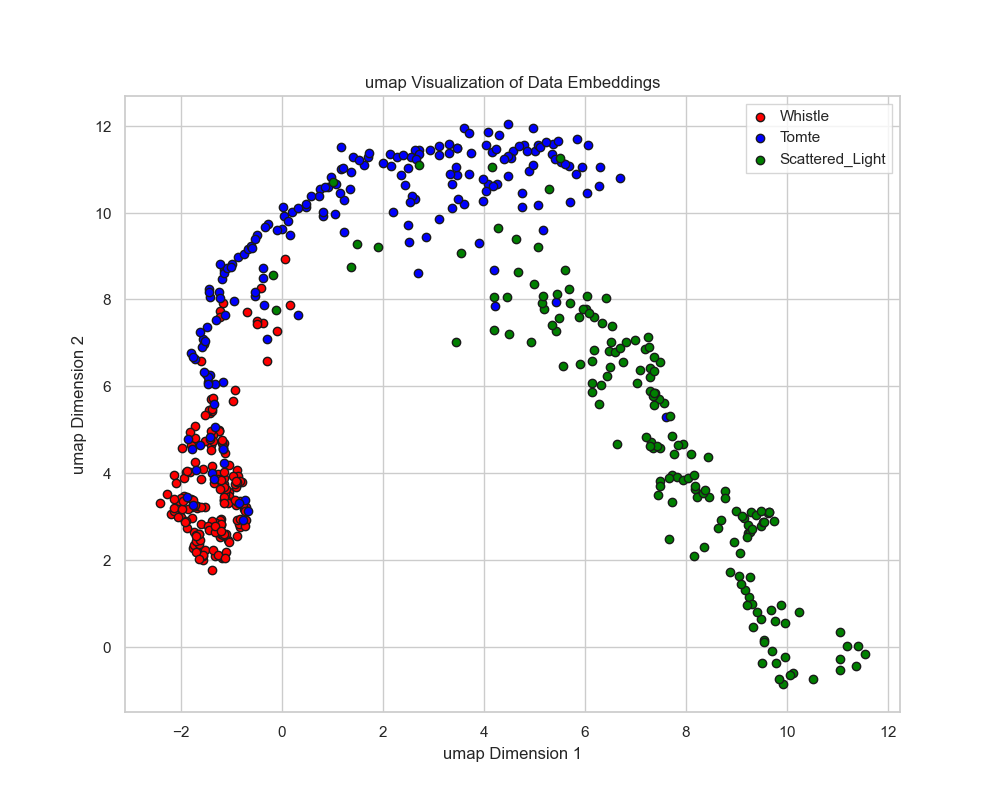 umap Visualization of Data Embeddings
Whistle
Tomte
Scattered_Light
12
10
8
6
4
2
0
umap Dimension 2
−2 0 2 4 6 8 10 12
umap Dimension 1